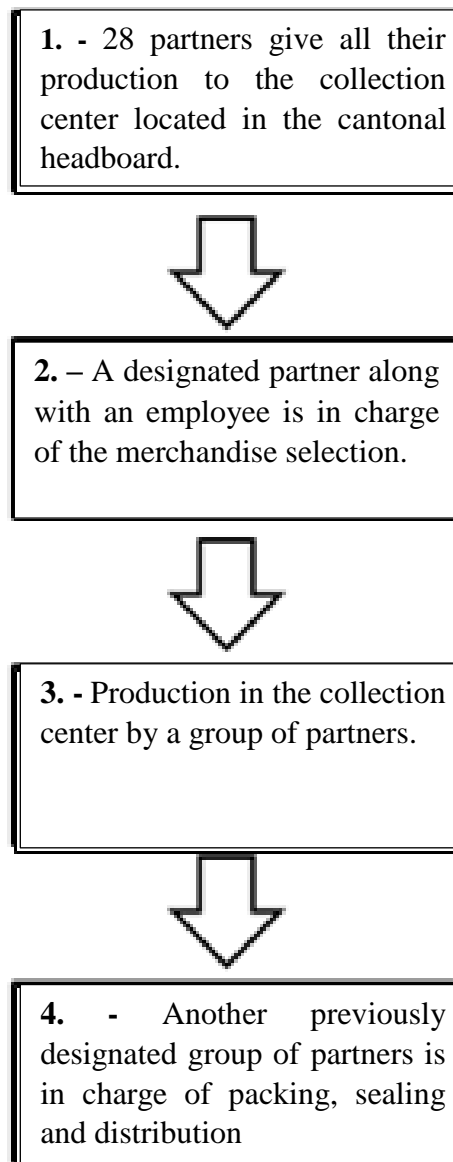 1. - 28 partners give all their
production to the collection
center located in the cantonal
headboard.
2. – A designated partner along
with an employee is in charge
of the merchandise selection.
3. - Production in the collection
center by a group of partners.
4. - Another previously
designated group of partners is
in charge of packing, sealing
and distribution